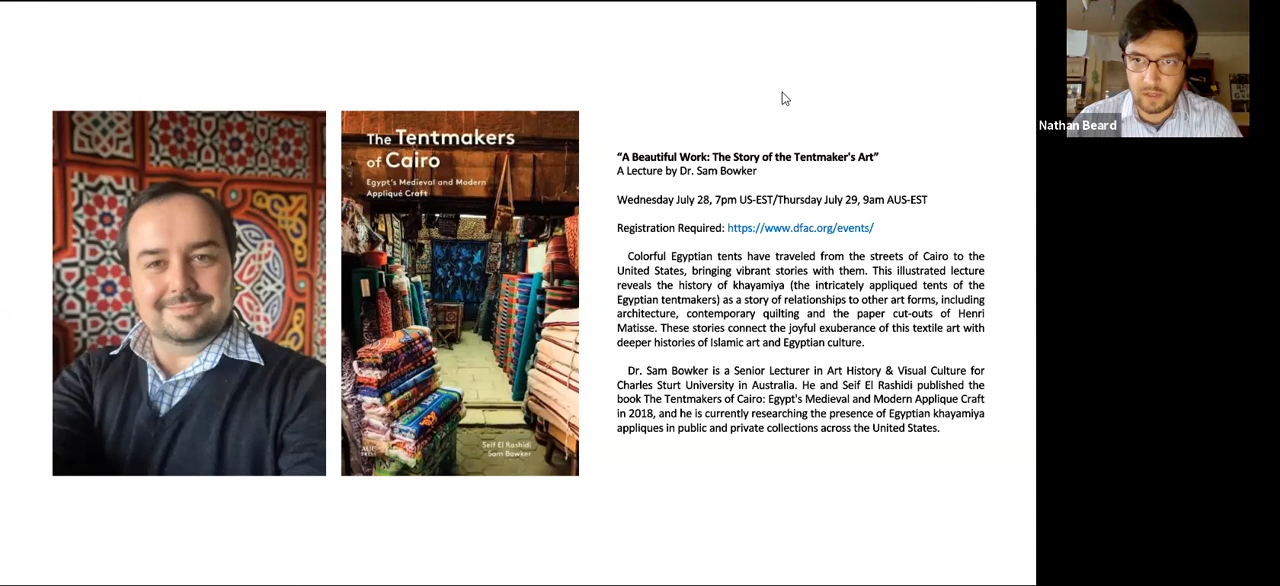 The Tentmakers
of Cairo
Egypt's Medieval and Modern
Appliqué Craft
Seif El Rashidi
Sam Bowker
"A Beautiful Work: The Story of the Tentmaker's Art"
A Lecture by Dr. Sam Bowker
Wednesday July 28, 7pm US-EST/Thursday July 29, 9am AUS-EST
Registration Required: https://www.dfac.org/events/
Colorful Egyptian tents have traveled from the streets of Cairo to the
United States, bringing vibrant stories with them. This illustrated lecture
reveals the history of khayamiya (the intricately appliqued tents of the
Egyptian tentmakers) as a story of relationships to other art forms, including
architecture, contemporary quilting and the paper cut-outs of Henri
Matisse. These stories connect the joyful exuberance of this textile art with
deeper histories of Islamic art and Egyptian culture.
Dr. Sam Bowker is a Senior Lecturer in Art History & Visual Culture for
Charles Sturt University in Australia. He and Seif El Rashidi published the
book The Tentmakers of Cairo: Egypt's Medieval and Modern Applique Craft
in 2018, and he is currently researching the presence of Egyptian khayamiya
appliques in public and private collections across the United States.
Nathan Beard